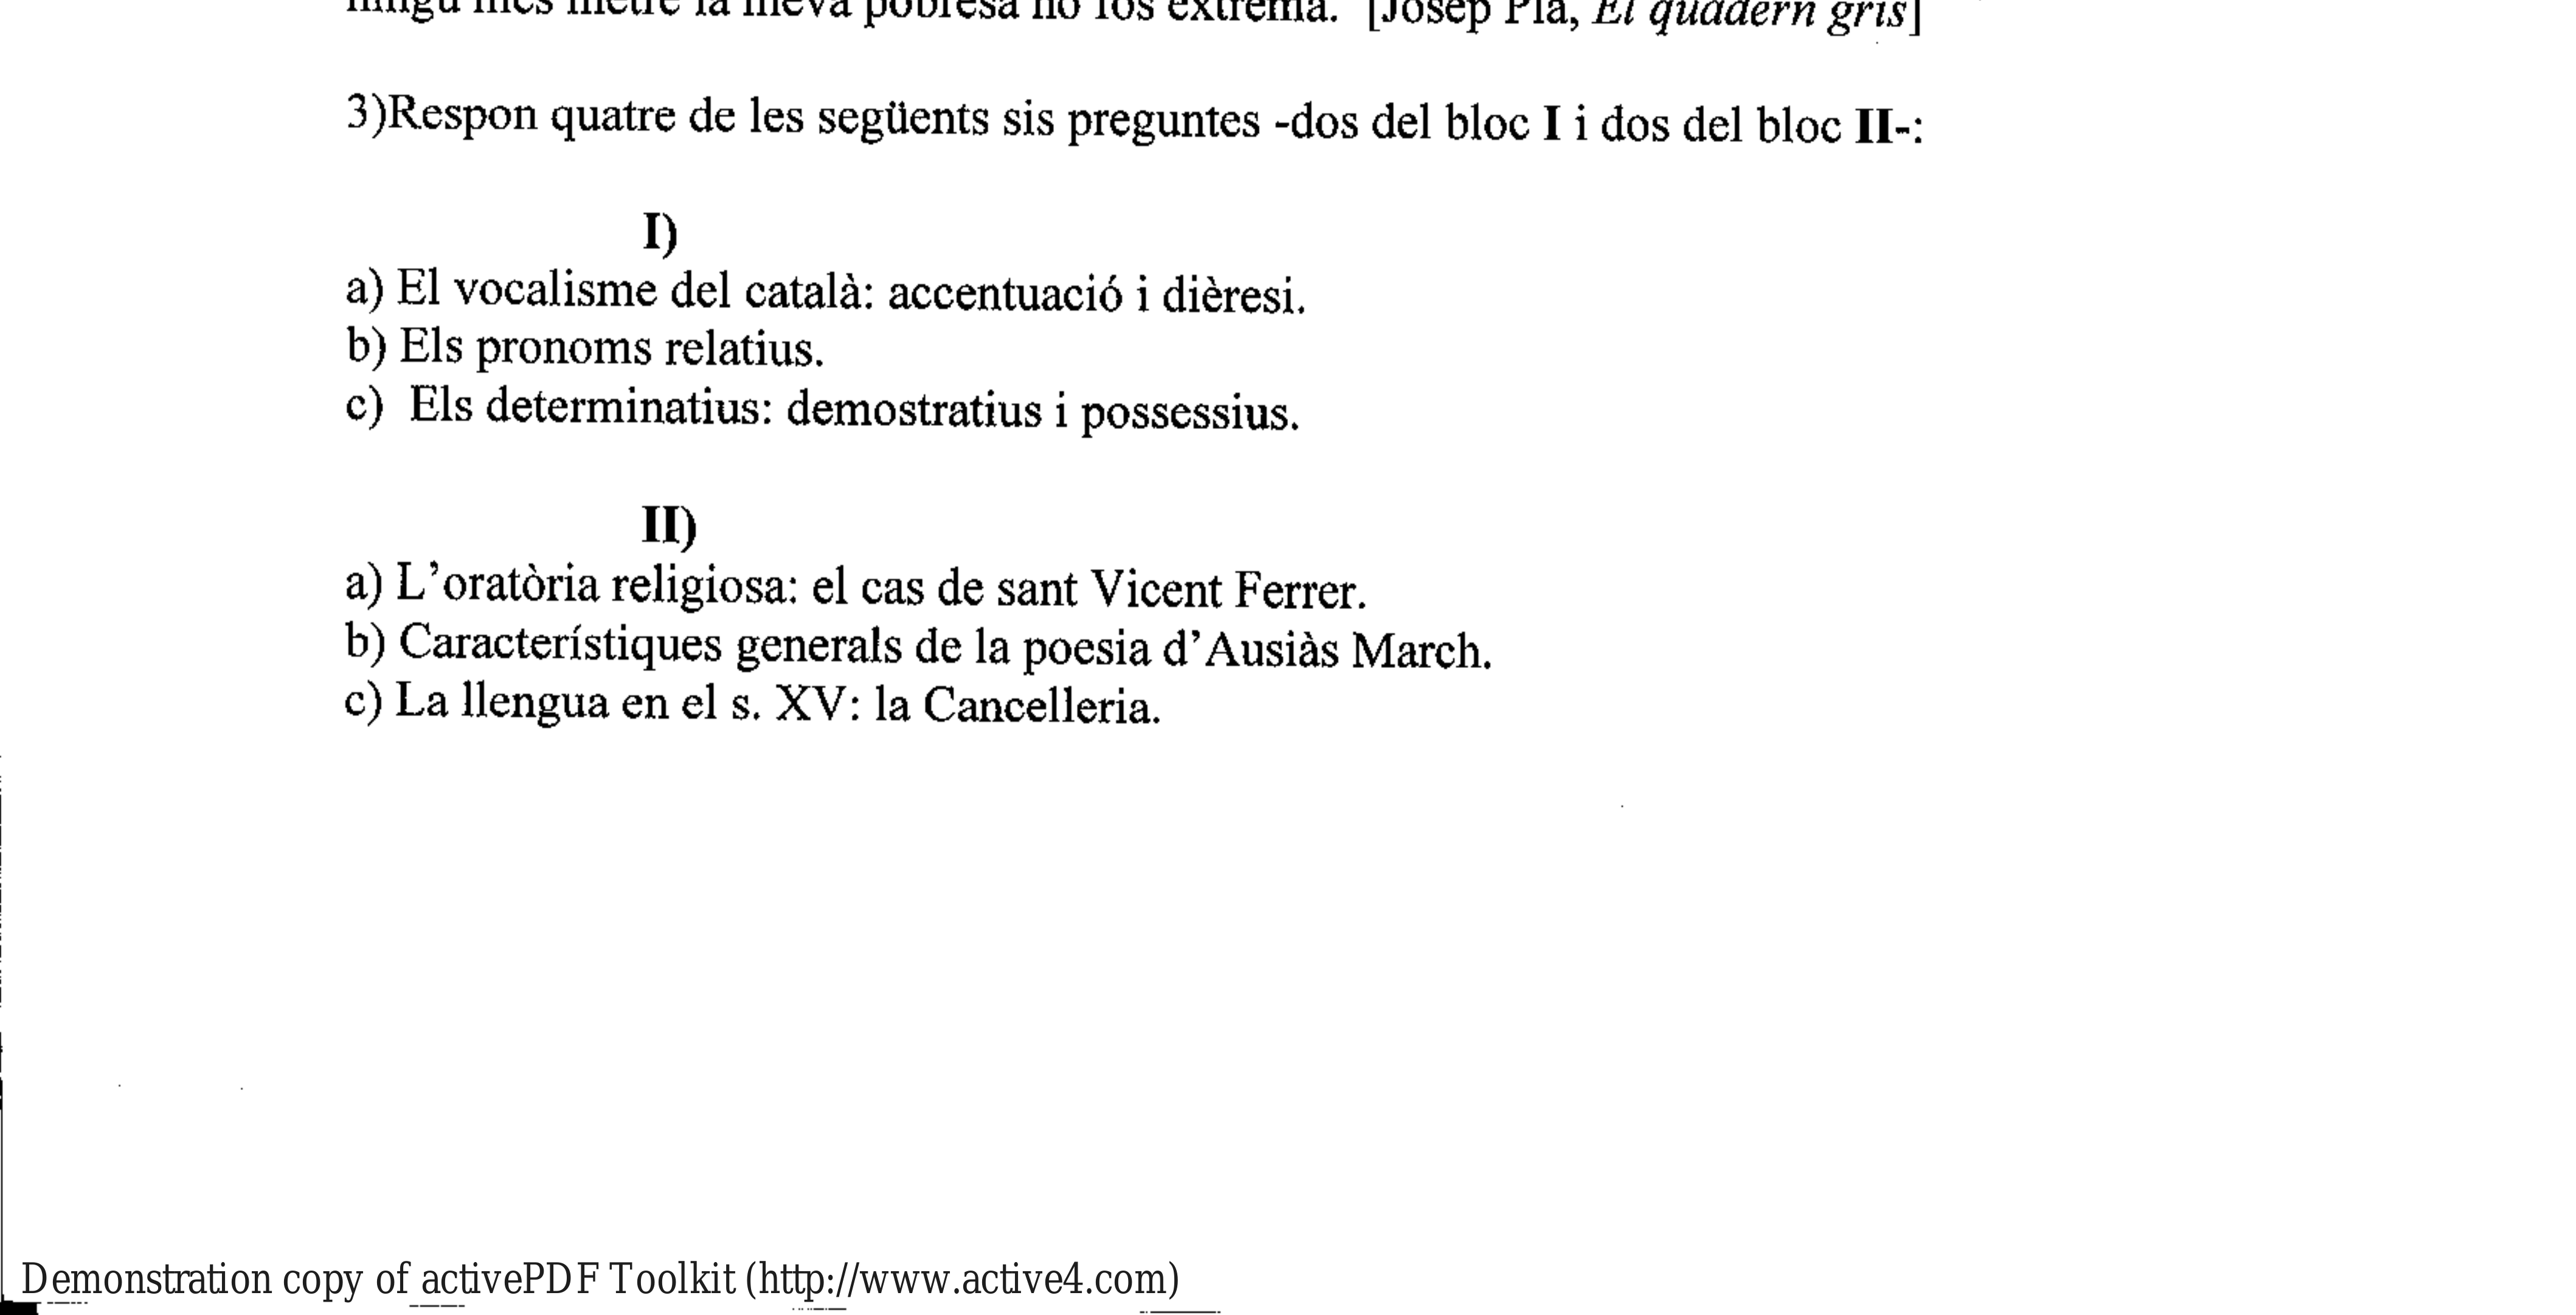 ningú més metre la meva pobresa no fos extrema. [Josep Pla, El quadern gris]
3)Respon quatre de les següents sis preguntes -dos del bloc I i dos del bloc II-:
I)
a) El vocalisme del català: accentuació i dièresi.
b) Els pronoms relatius.
c) Els determinatius: demostratius i possessius.
II)
a) L’oratòria religiosa: el cas de sant Vicent Ferrer.
b) Característiques generals de la poesia d’Ausiàs March.
c) La llengua en el s. XV: la Cancelleria.
Demonstration copy of activePDF Toolkit (http://www.active4.com)